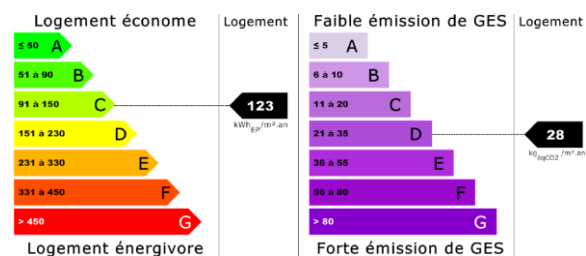 Logement économe
Logement
≤ 50 A
51 à 90 B
91 à 150 C
123
kWhEP/m².an
151 à 230 D
231 à 330 E
331 à 450 F
> 450 G
Logement énergivore
Faible émission de GES
Logement
≤ 5 A
6 à 10 B
11 à 20 C
21 à 35 D
28
kgéqCO2/m².an
36 à 55 E
56 à 80 F
> 80 G
Forte émission de GES